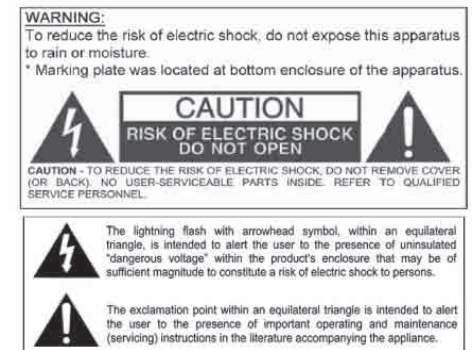 WARNING:
To reduce the risk of electric shock, do not expose this apparatus
to rain or moisture.
* Marking plate was located at bottom enclosure of the apparatus.
CAUTION
RISK OF ELECTRIC SHOCK
DO NOT OPEN
CAUTION - TO REDUCE THE RISK OF ELECTRIC SHOCK, DO NOT REMOVE COVER
(OR BACK). NO USER-SERVICEABLE PARTS INSIDE. REFER TO QUALIFIED
SERVICE PERSONNEL.
The lightning flash with arrowhead symbol, within an equilateral
triangle, is intended to alert the user to the presence of uninsulated
"dangerous voltage" within the product's enclosure that may be of
sufficient magnitude to constitute a risk of electric shock to persons.
The exclamation point within an equilateral triangle is intended to alert
the user to the presence of important operating and maintenance
(servicing) instructions in the literature accompanying the appliance.